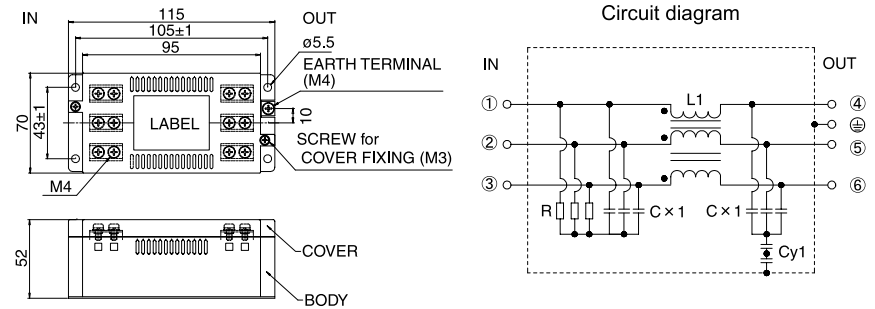 IN
115
OUT
105±1
ø5.5
95
EARTH TERMINAL
(M4)
70
43±1
LABEL
10
SCREW for
COVER FIXING (M3)
M4
52
COVER
BODY
Circuit diagram
IN
OUT
① L1 ④
② ⑤
③ ⑥
R C×1 C×1
Cy1